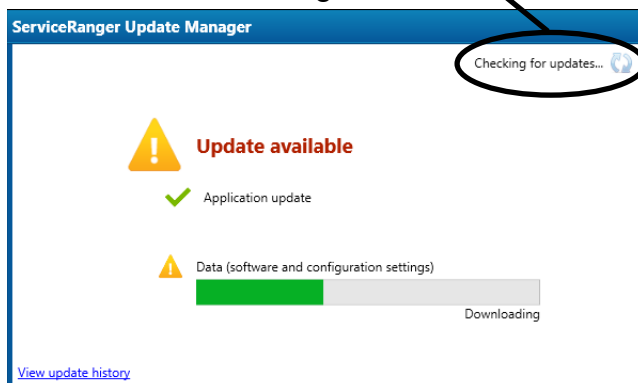 ServiceRanger Update Manager
Checking for updates...
Update available
Application update
Data (software and configuration settings)
Downloading
View update history